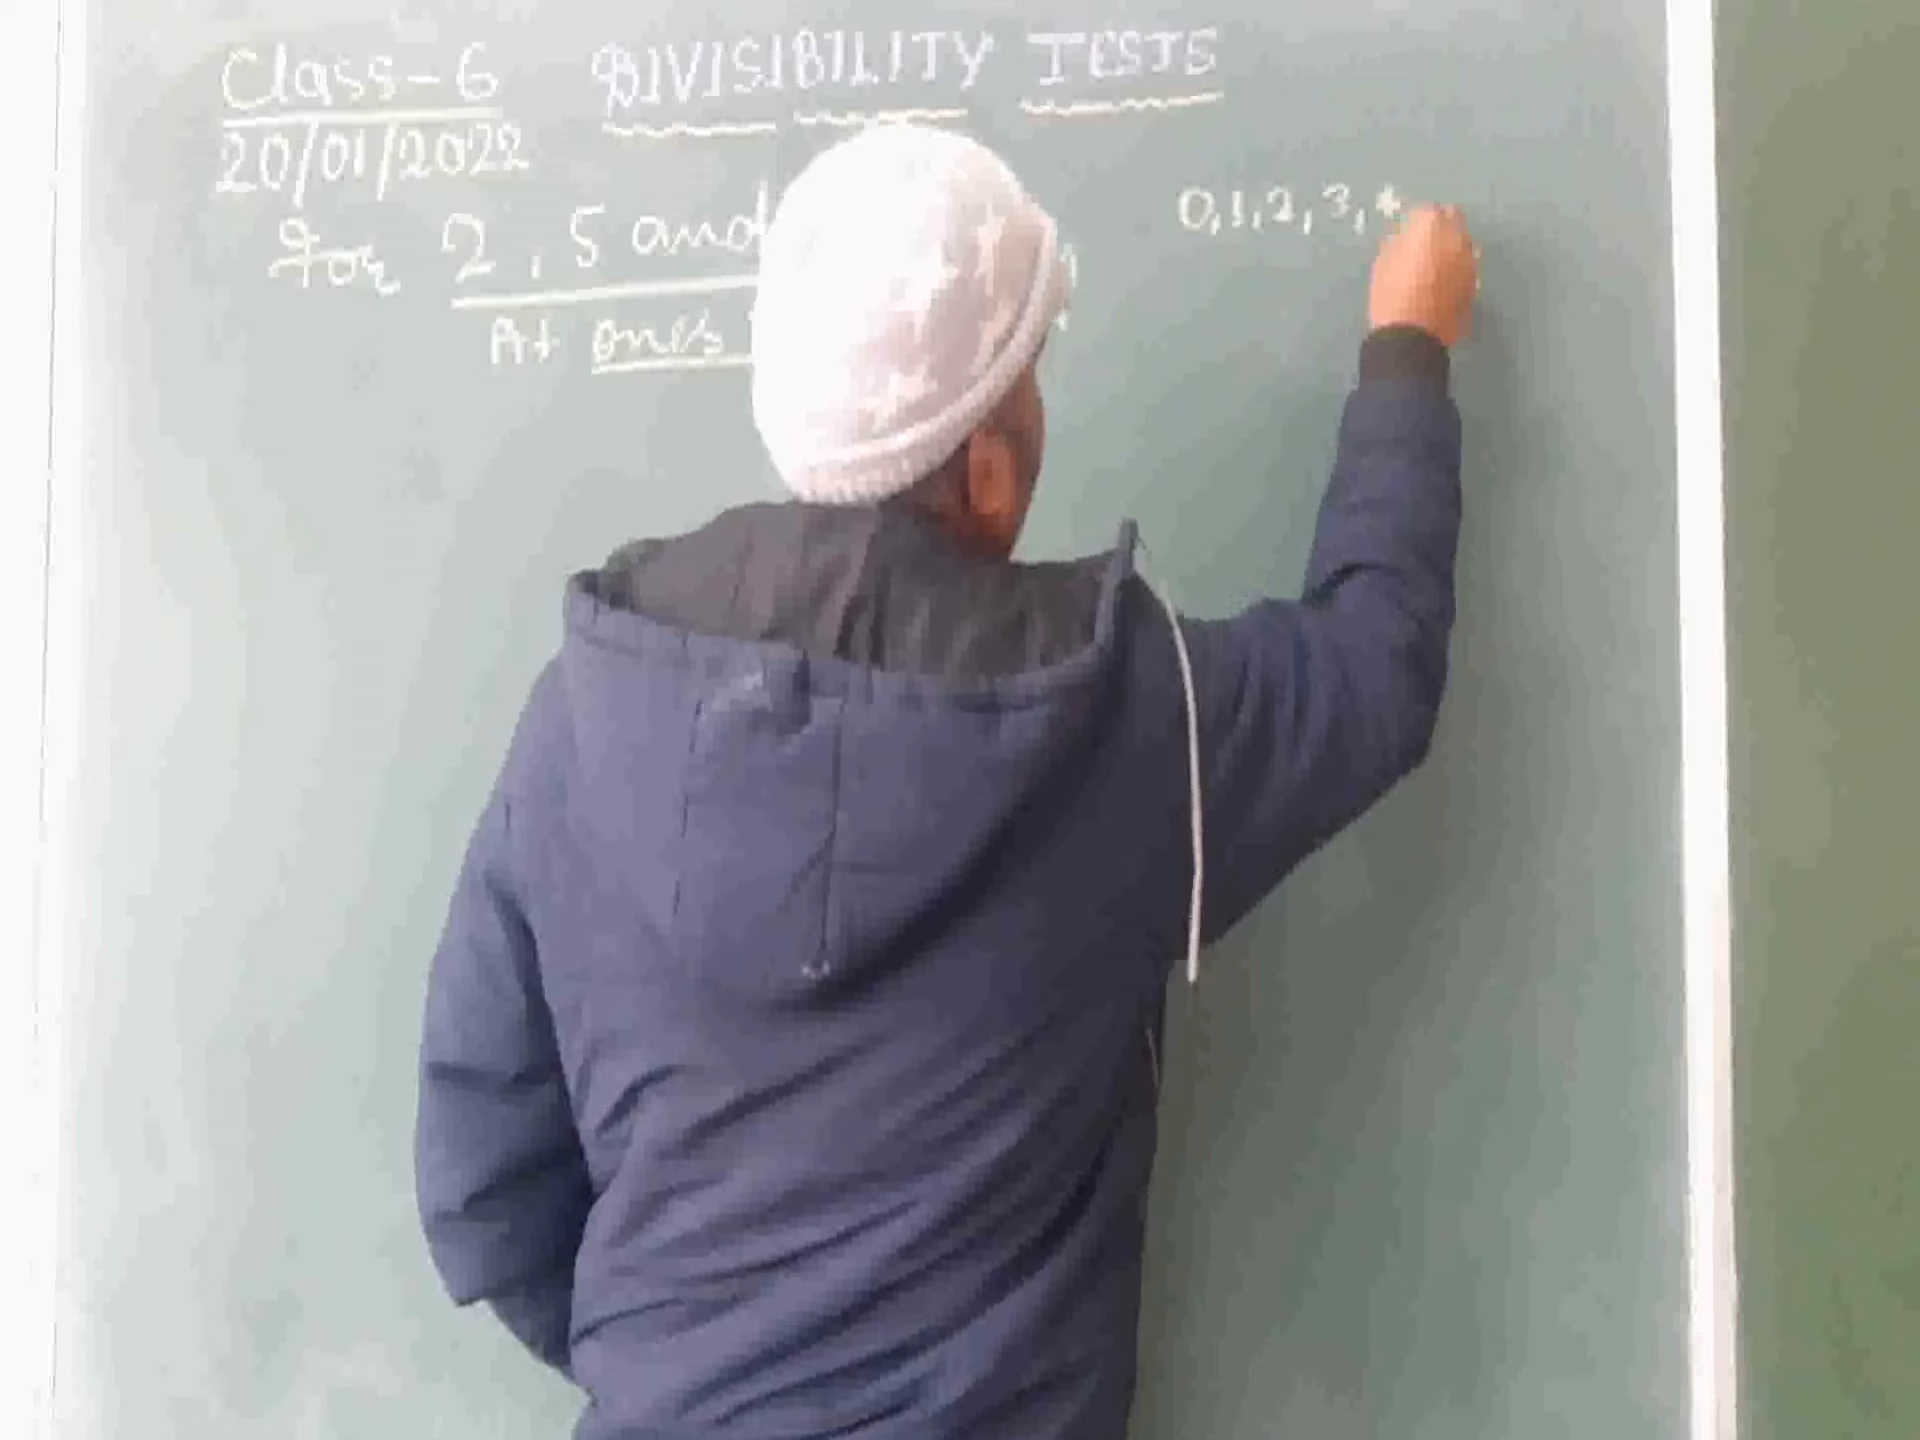 Class-6 DIVISIBILITY TESTS
20/01/2022
0,1,2,3,4
for 2, 5 and
At ones